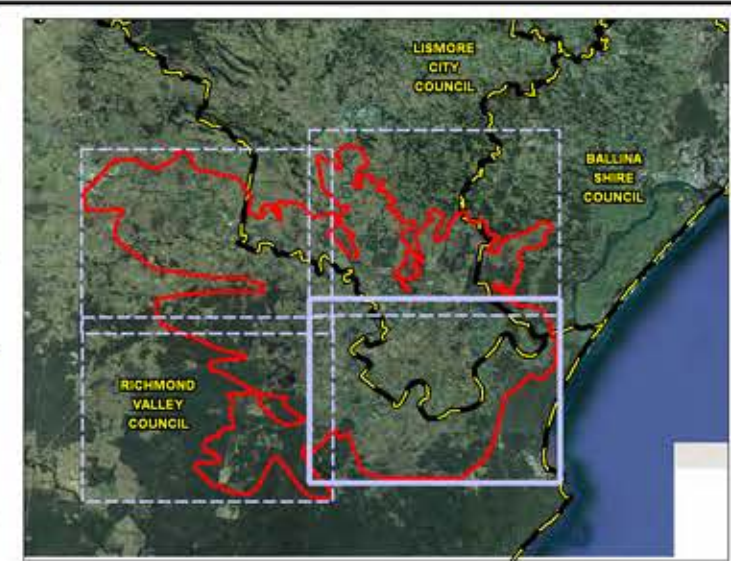 LISMORE
CITY
COUNCIL
BALLINA
SHIRE
COUNCIL
RICHMOND
VALLEY
COUNCIL